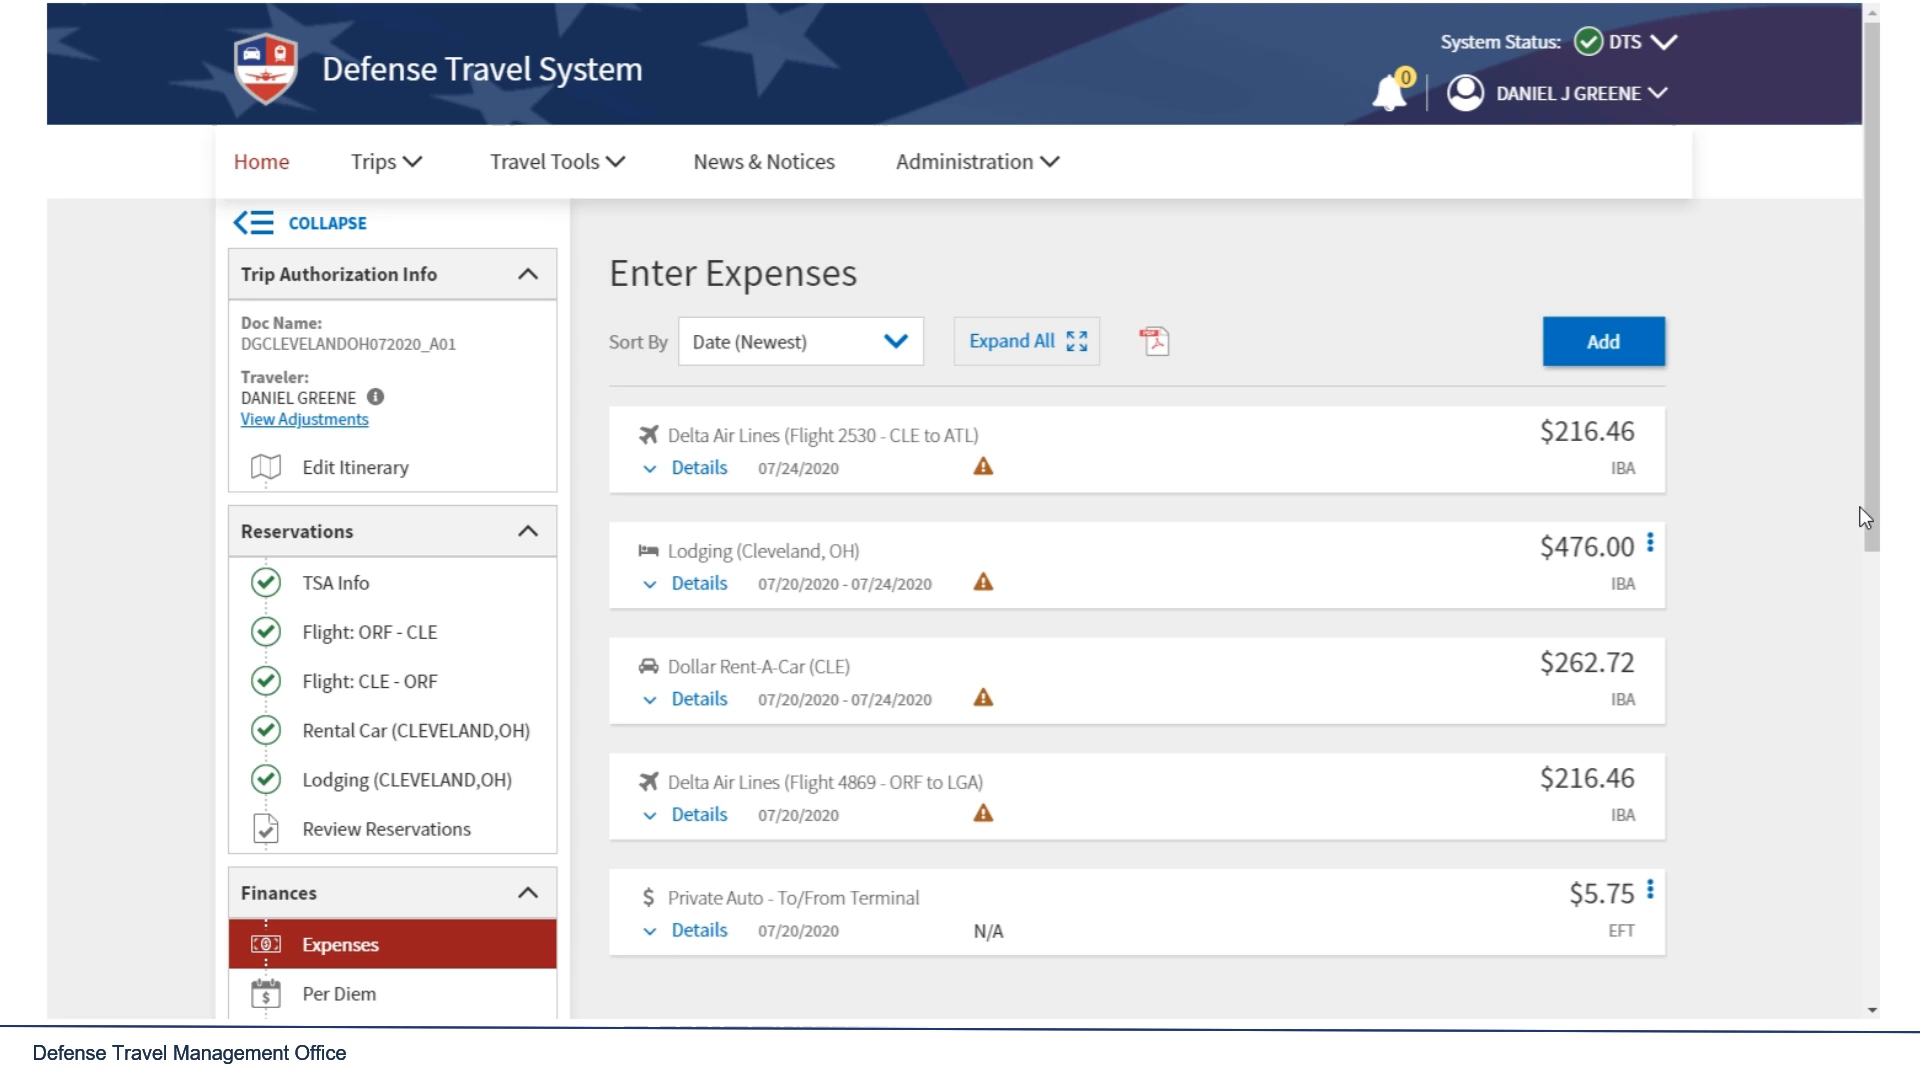 Defense Travel System
System Status: DTS
0
DANIEL J GREENE
Home Trips Travel Tools News & Notices Administration
COLLAPSE
Trip Authorization Info
Doc Name:
DGCLEVELANDOH072020_A01
Traveler:
DANIEL GREENE
View Adjustments
Edit Itinerary
Reservations
TSA Info
Flight: ORF - CLE
Flight: CLE - ORF
Rental Car (CLEVELAND,OH)
Lodging (CLEVELAND,OH)
Review Reservations
Finances
Expenses
Per Diem
Enter Expenses
Sort By Date (Newest) Expand All Add
Delta Air Lines (Flight 2530 - CLE to ATL) $216.46
Details 07/24/2020 IBA
Lodging (Cleveland, OH) $476.00
Details 07/20/2020 - 07/24/2020 IBA
Dollar Rent-A-Car (CLE) $262.72
Details 07/20/2020 - 07/24/2020 IBA
Delta Air Lines (Flight 4869 - ORF to LGA) $216.46
Details 07/20/2020 IBA
Private Auto - To/From Terminal $5.75
Details 07/20/2020 N/A EFT
Defense Travel Management Office